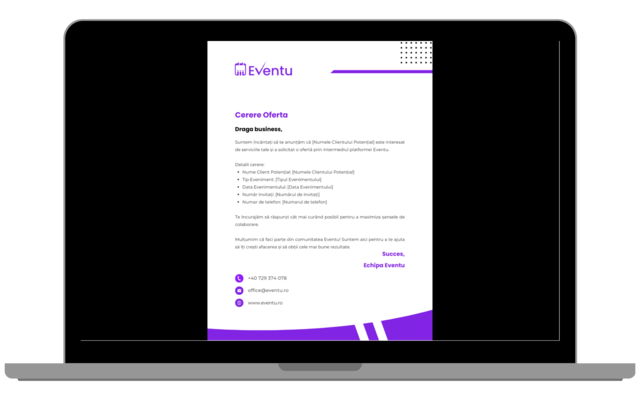 Eventu
Cerere Oferta
Draga business,
Suntem încântați să te anunțăm că [Numele Clientului Potențial] este interesat
de serviciile tale și a solicitat o ofertă prin intermediul platformei Eventu.
Detalii cerere:
• Nume Client Potențial: [Numele Clientului Potențial]
• Tip Eveniment: [Tipul Evenimentului]
• Data Evenimentului: [Data Evenimentului]
• Număr Invitați: [Numărul de Invitați]
• Numar de telefon: [Numarul de telefon]
Te încurajăm să răspunzi cât mai curând posibil pentru a maximiza șansele de
colaborare.
Mulțumim că faci parte din comunitatea Eventu! Suntem aici pentru a te ajuta
să îți crești afacerea și să obții cele mai bune rezultate.
Succes,
Echipa Eventu
+40 729 374 078
office@eventu.ro
www.eventu.ro